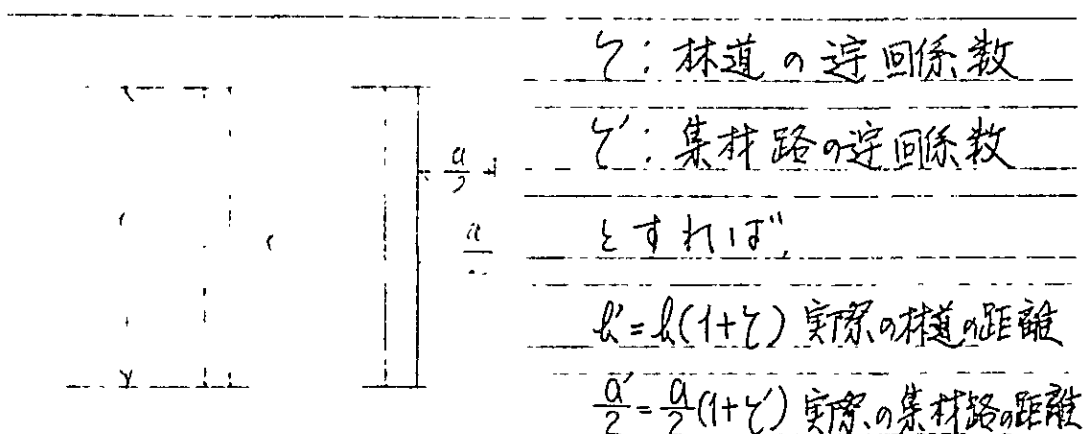 a/2
a
η: 林道の迂回係数
η': 集材路の迂回係数
とすれば、
h' = h(1+η) 実際の林道の距離
a'/2 = a/2(1+η') 実際の集材路の距離